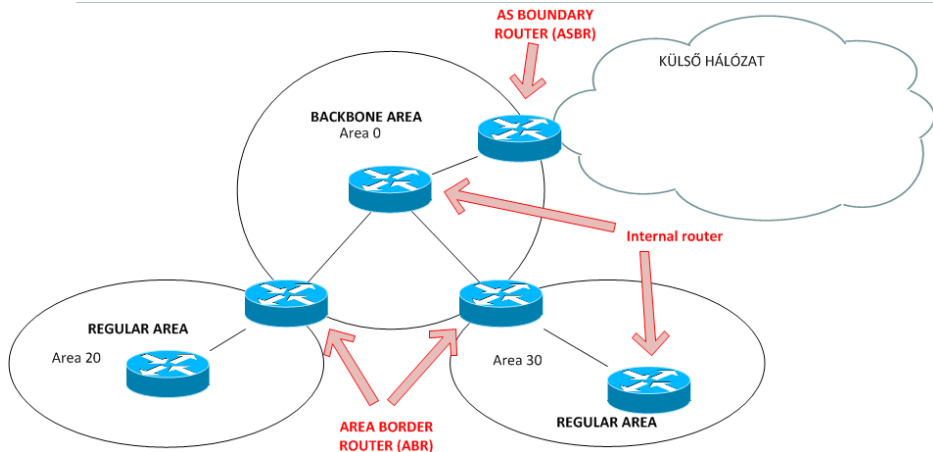 AS BOUNDARY
ROUTER (ASBR)
KÜLSŐ HÁLÓZAT
BACKBONE AREA
Area 0
Internal router
REGULAR AREA
Area 20
Area 30
REGULAR AREA
AREA BORDER
ROUTER (ABR)